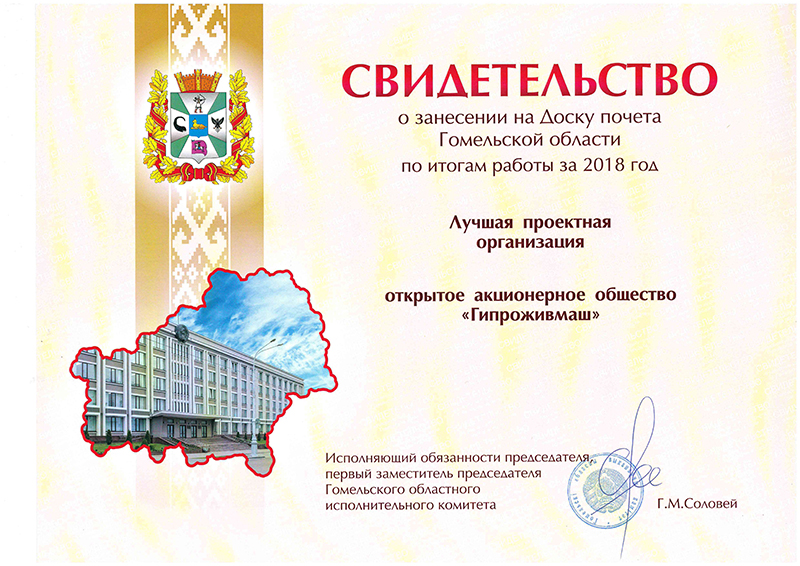 СВИДЕТЕЛЬСТВО
о занесении на Доску почета
Гомельской области
по итогам работы за 2018 год
Лучшая проектная
организация
открытое акционерное общество
«Гипроживмаш»
Исполняющий обязанности председателя,
первый заместитель председателя
Гомельского областного
исполнительного комитета
Г.М.Соловей